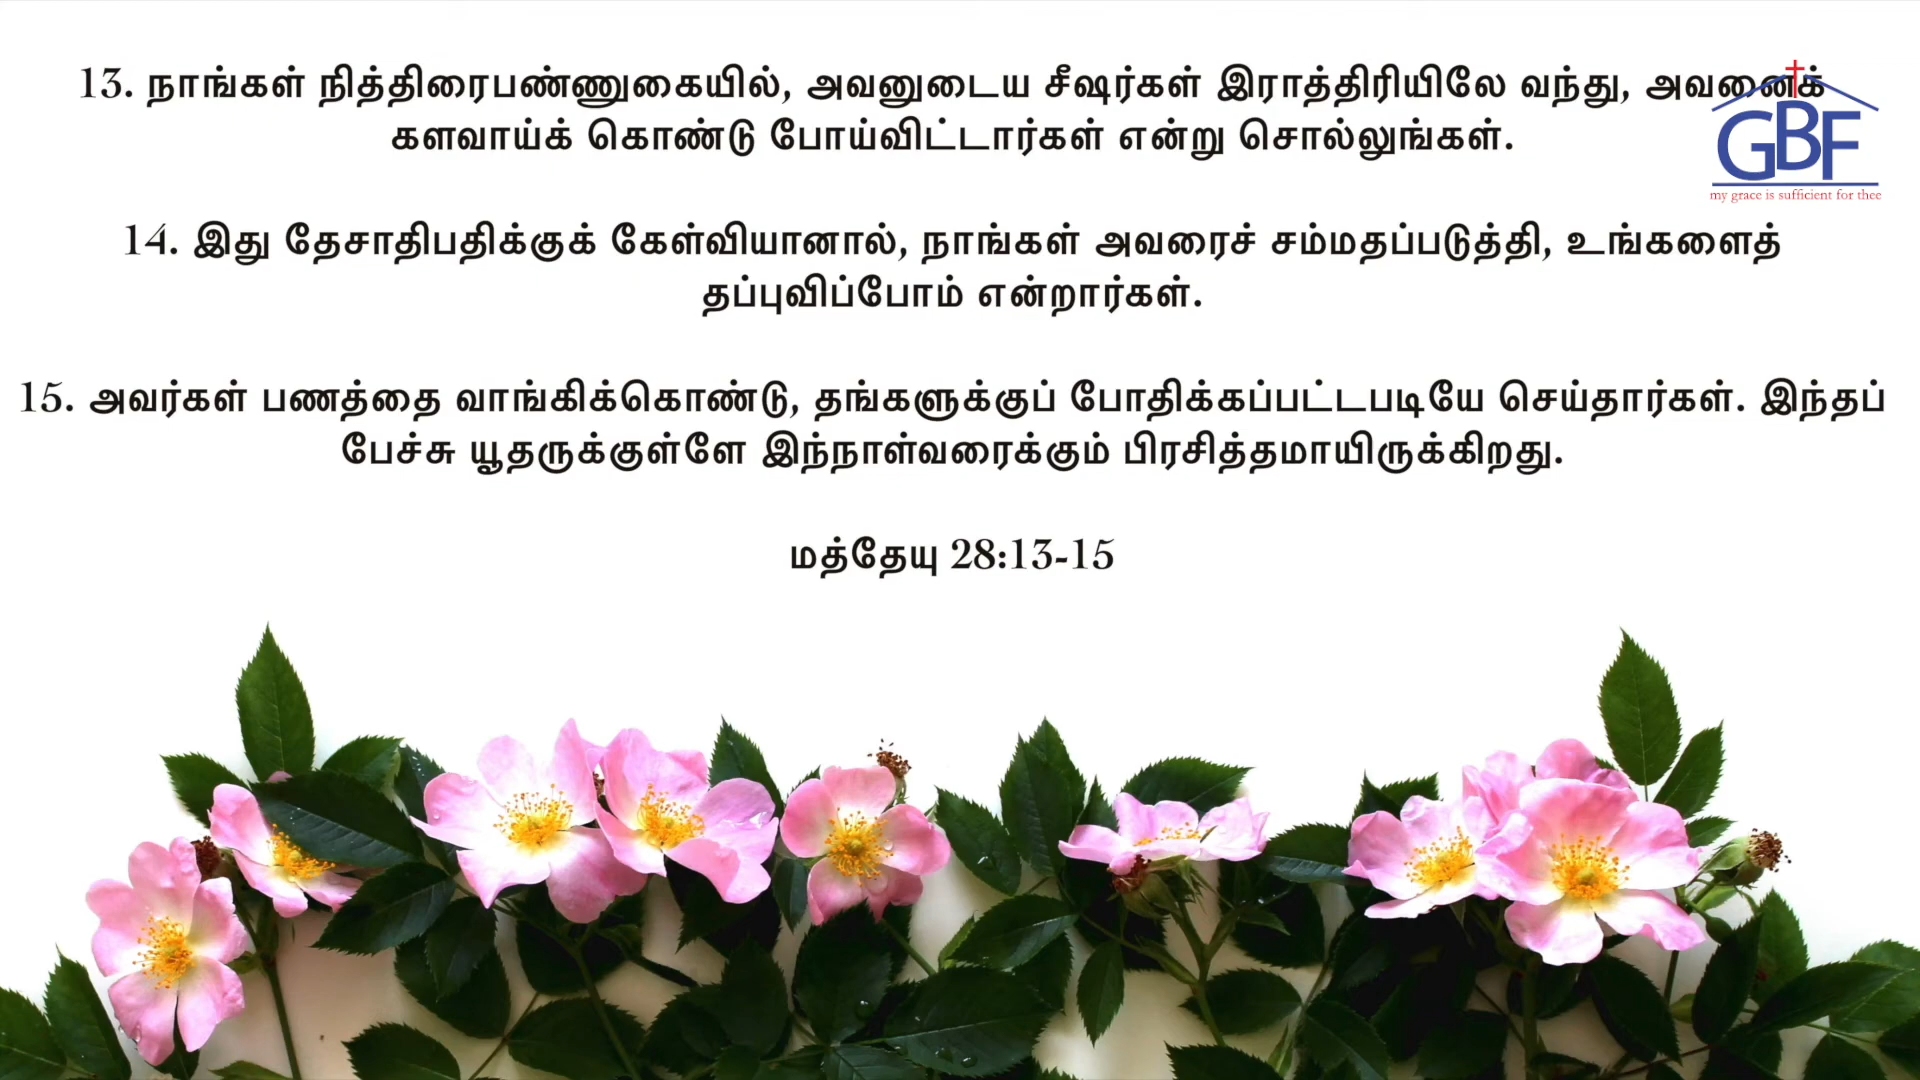 13. நாங்கள் நித்திரைபண்ணுகையில், அவனுடைய சீஷர்கள் இராத்திரியிலே வந்து, அவனைக்
களவாய்க் கொண்டு போய்விட்டார்கள் என்று சொல்லுங்கள்.
GBF
my grace is sufficient for thee
14. இது தேசாதிபதிக்குக் கேள்வியானால், நாங்கள் அவரைச் சம்மதப்படுத்தி, உங்களைத்
தப்புவிப்போம் என்றார்கள்.
15. அவர்கள் பணத்தை வாங்கிக்கொண்டு, தங்களுக்குப் போதிக்கப்பட்டபடியே செய்தார்கள். இந்தப்
பேச்சு யூதருக்குள்ளே இந்நாள்வரைக்கும் பிரசித்தமாயிருக்கிறது.
மத்தேயு 28:13-15